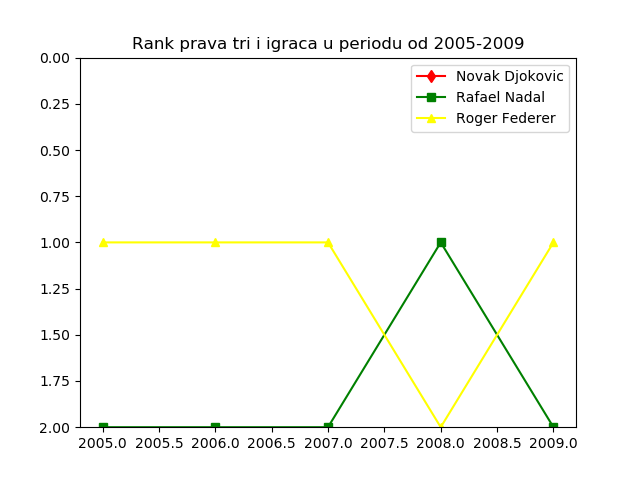 Rank prava tri i igraca u periodu od 2005-2009
Novak Djokovic
Rafael Nadal
Roger Federer
0.00
0.25
0.50
0.75
1.00
1.25
1.50
1.75
2.00
2005.0 2005.5 2006.0 2006.5 2007.0 2007.5 2008.0 2008.5 2009.0